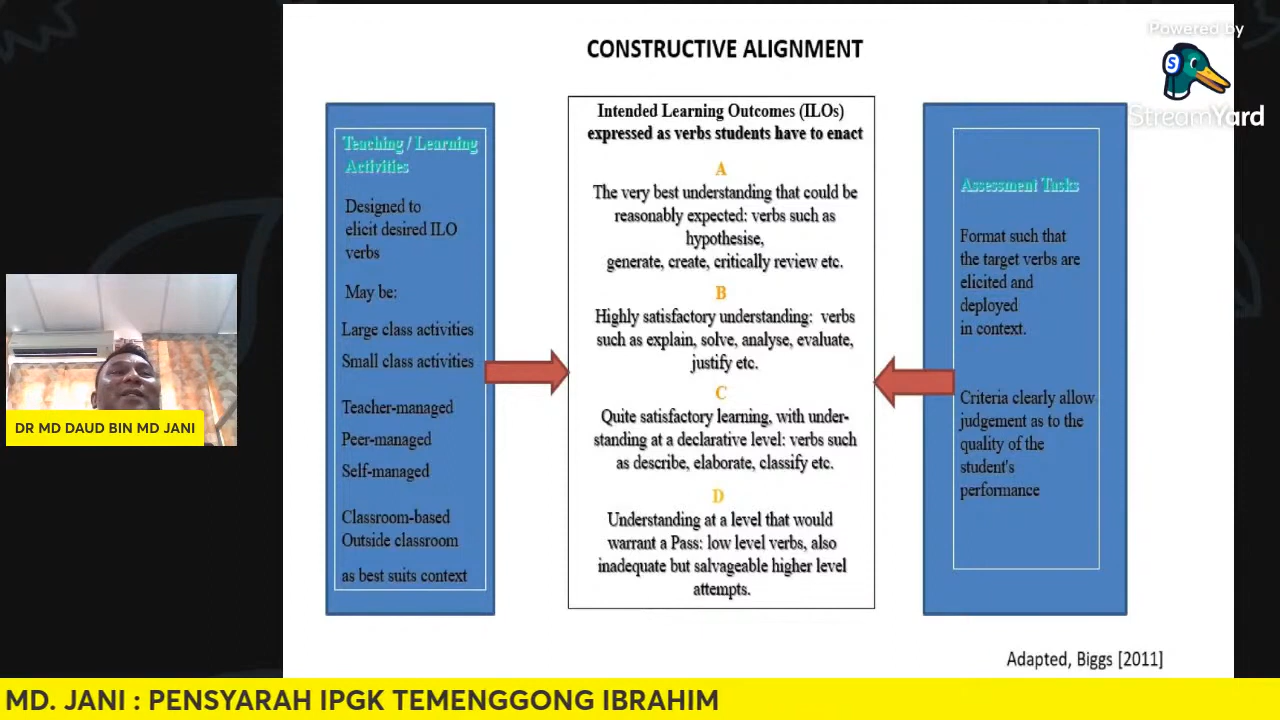 CONSTRUCTIVE ALIGNMENT
Powered by
StreamYard
Teaching / Learning
Activities
Designed to
elicit desired ILO
verbs
May be:
Large class activities
Small class activities
Teacher-managed
Peer-managed
Self-managed
Classroom-based
Outside classroom
as best suits context
Intended Learning Outcomes (ILOs)
expressed as verbs students have to enact
A
The very best understanding that could be
reasonably expected: verbs such as
hypothesise,
generate, create, critically review etc.
B
Highly satisfactory understanding: verbs
such as explain, solve, analyse, evaluate,
justify etc.
C
Quite satisfactory learning, with under-
standing at a declarative level: verbs such
as describe, elaborate, classify etc.
D
Understanding at a level that would
warrant a Pass: low level verbs, also
inadequate but salvageable higher level
attempts.
Assessment Tasks
Format such that
the target verbs are
elicited and
deployed
in context.
Criteria clearly allow
judgement as to the
quality of the
student's
performance
Adapted, Biggs [2011]
DR MD DAUD BIN MD JANI
MD. JANI : PENSYARAH IPGK TEMENGGONG IBRAHIM